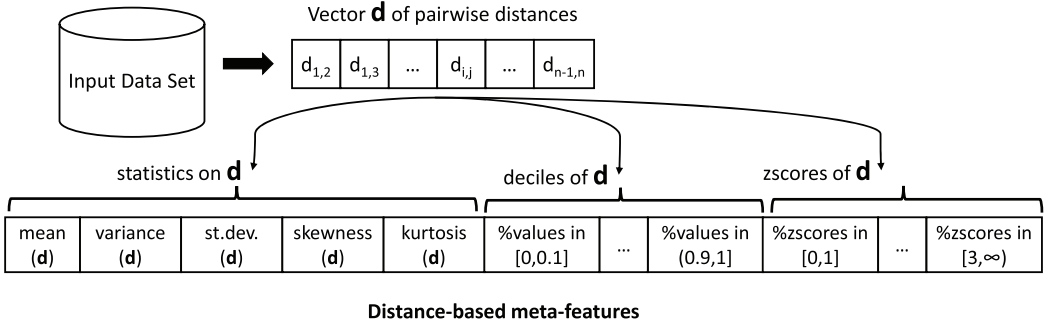 Vector d of pairwise distances
Input Data Set
d1,2 d1,3 ... di,j ... dn-1,n
statistics on d
deciles of d
zscores of d
mean (d)
variance (d)
st.dev. (d)
skewness (d)
kurtosis (d)
%values in [0,0.1]
...
%values in (0.9,1]
%zscores in [0,1]
...
%zscores in [3,∞)
Distance-based meta-features